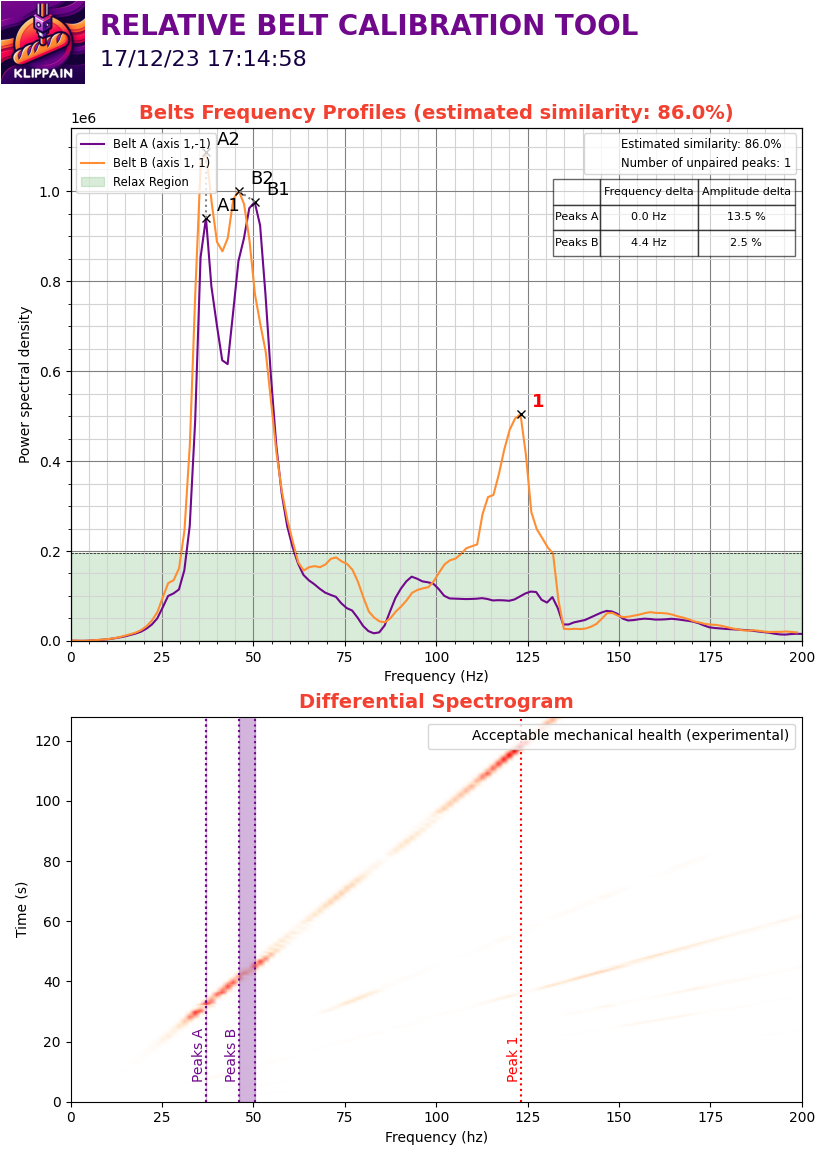 KLIPPAIN
RELATIVE BELT CALIBRATION TOOL
17/12/23 17:14:58
Belts Frequency Profiles (estimated similarity: 86.0%)
1e6
Belt A (axis 1,-1)
Belt B (axis 1, 1)
Relax Region
A2
A1
B2
B1
1
Estimated similarity: 86.0%
Number of unpaired peaks: 1
Frequency delta Amplitude delta
Peaks A 0.0 Hz 13.5 %
Peaks B 4.4 Hz 2.5 %
Power spectral density
1.0
0.8
0.6
0.4
0.2
0.0
0 25 50 75 100 125 150 175 200
Frequency (Hz)
Differential Spectrogram
Acceptable mechanical health (experimental)
Time (s)
120
100
80
60
40
20
0
Peaks A
Peaks B
Peak 1
0 25 50 75 100 125 150 175 200
Frequency (hz)